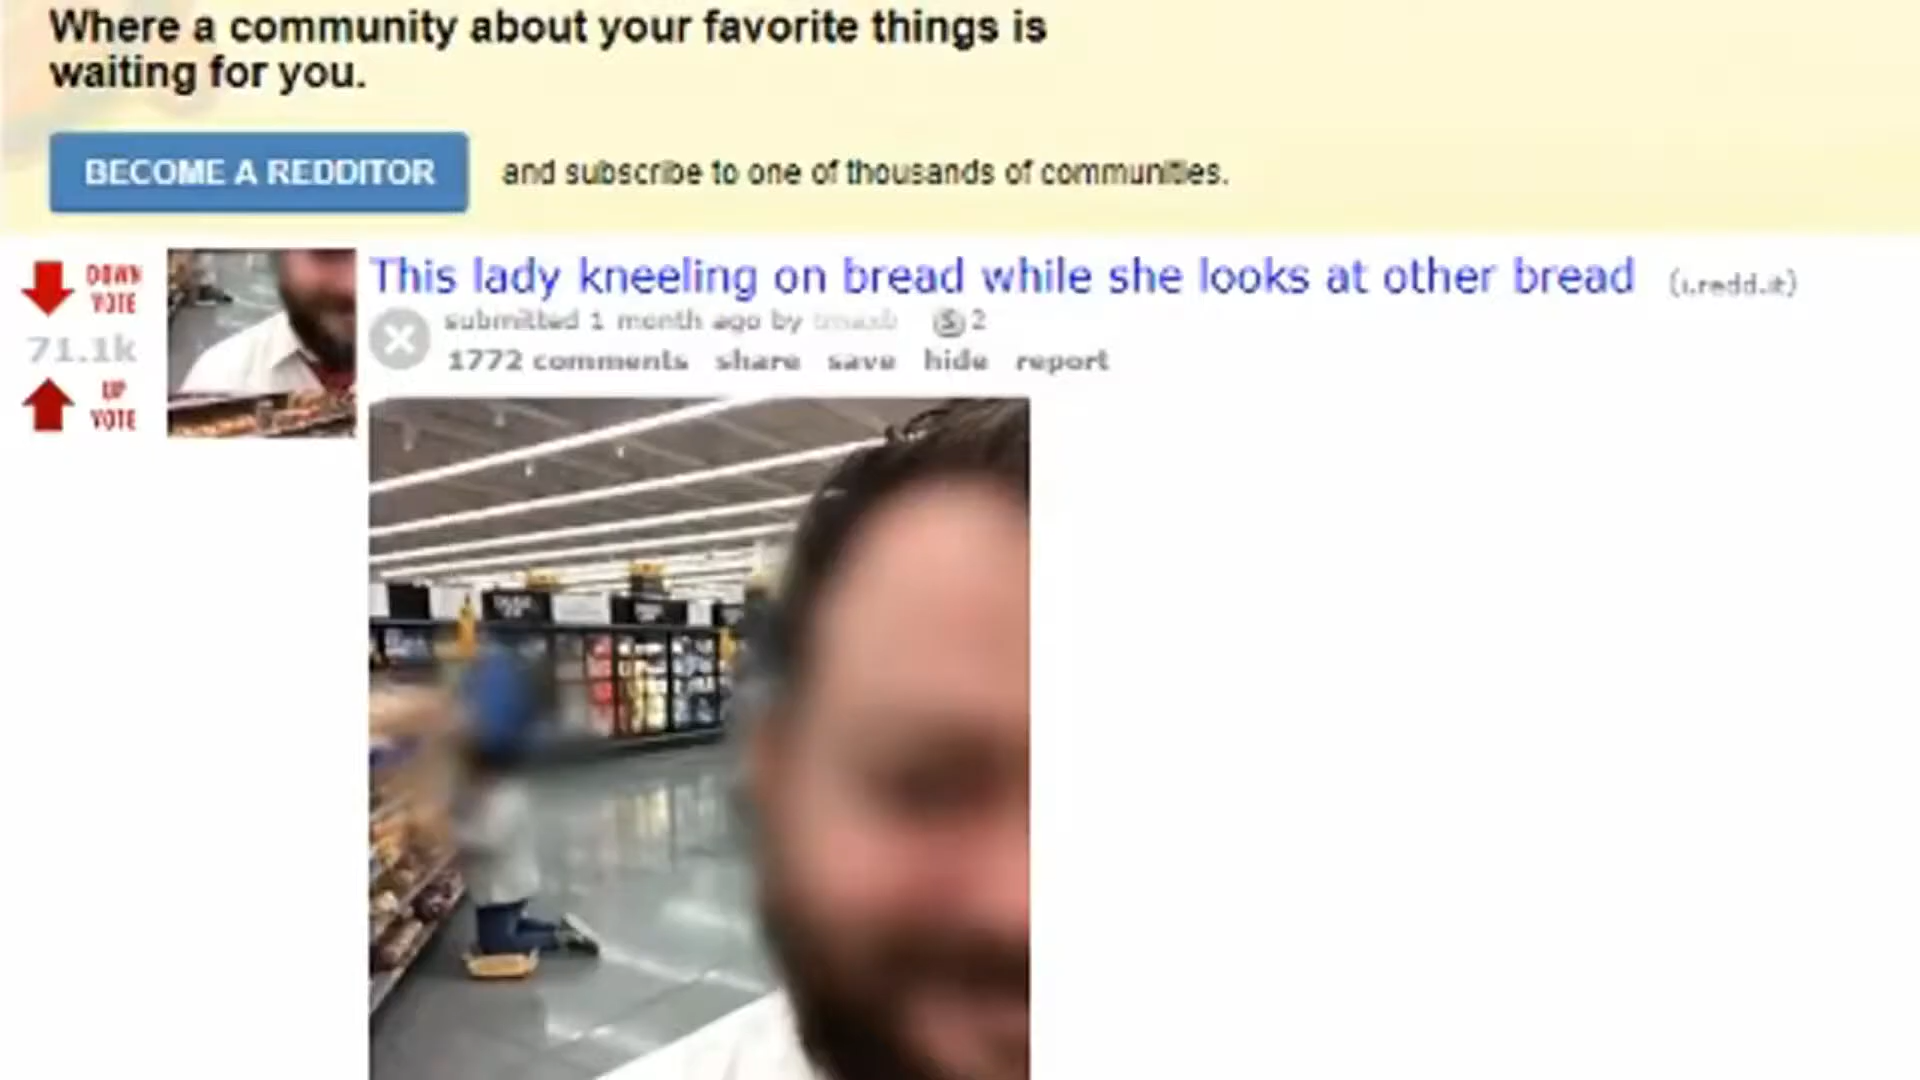 Where a community about your favorite things is
waiting for you.
BECOME A REDDITOR and subscribe to one of thousands of communities.
DOWN
VOTE
71.1k
UP
VOTE
This lady kneeling on bread while she looks at other bread (i.redd.it)
submitted 1 month ago by
2
1772 comments share save hide report